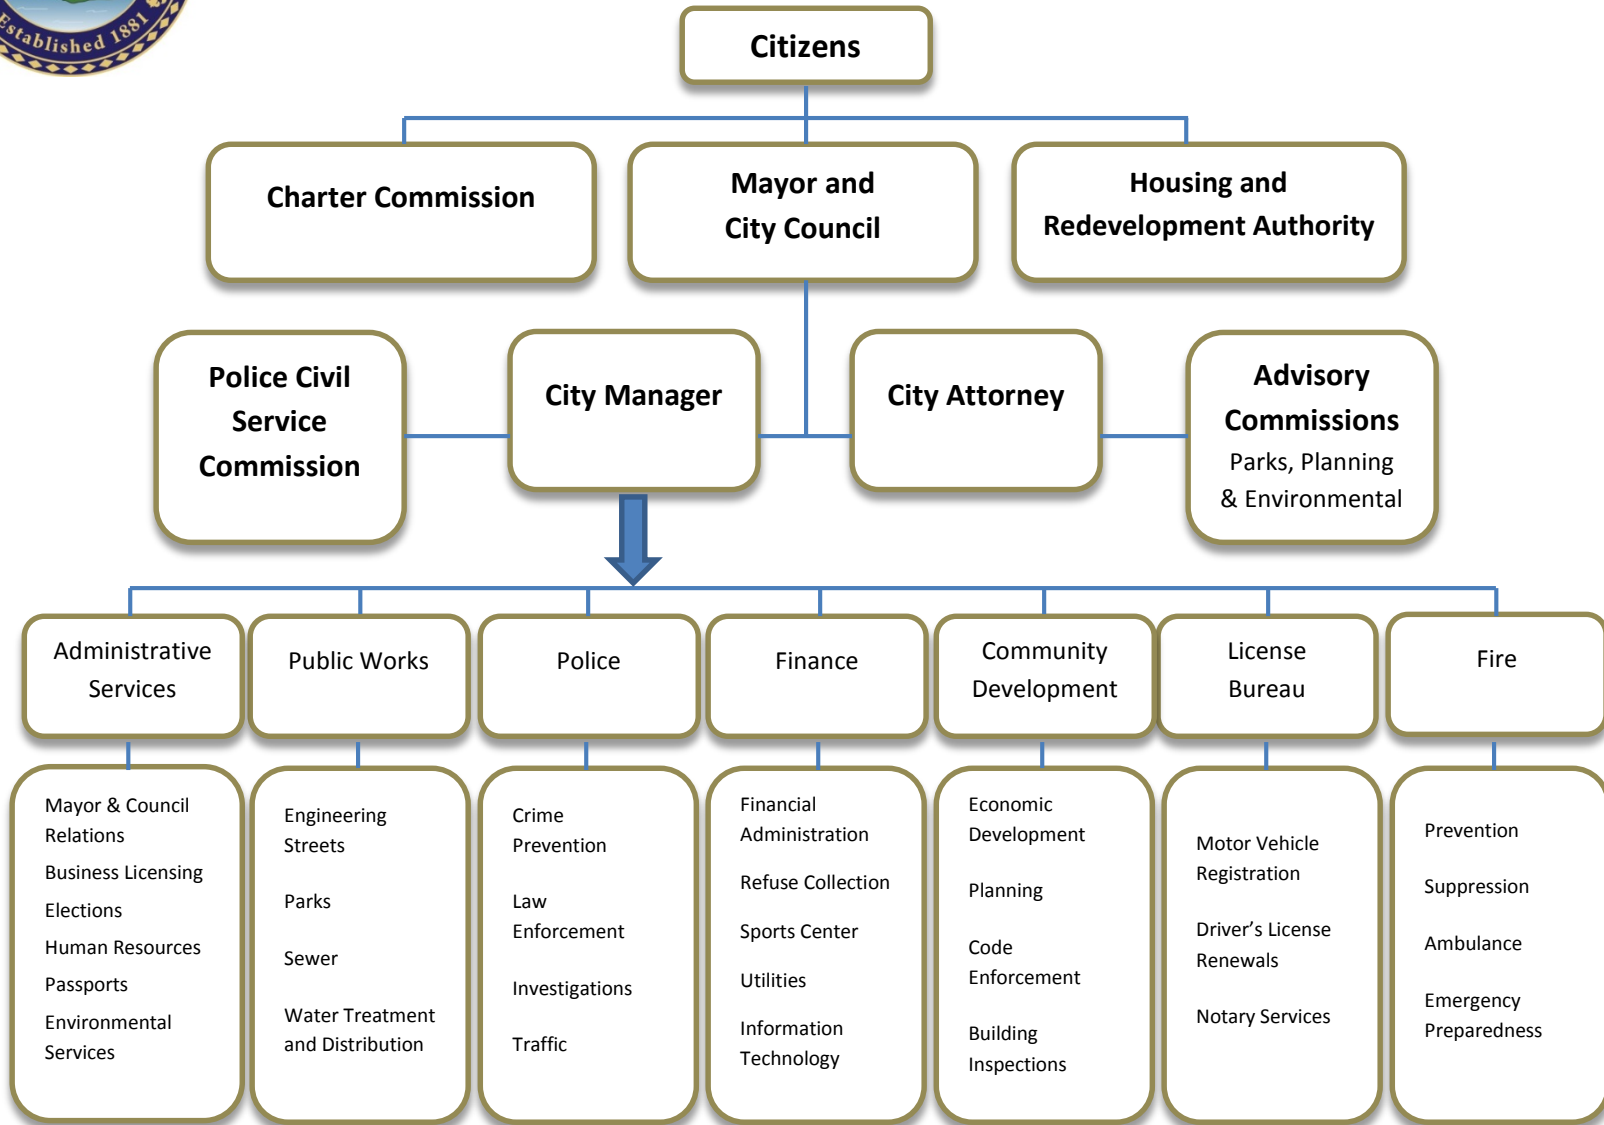 Established 1881
Citizens
Charter Commission
Mayor and
City Council
Housing and
Redevelopment Authority
Police Civil
Service
Commission
City Manager
City Attorney
Advisory
Commissions
Parks, Planning
& Environmental
Administrative
Services
Public Works
Police
Finance
Community
Development
License
Bureau
Fire
Mayor & Council
Relations
Business Licensing
Elections
Human Resources
Passports
Environmental
Services
Engineering
Streets
Parks
Sewer
Water Treatment
and Distribution
Crime
Prevention
Law
Enforcement
Investigations
Traffic
Financial
Administration
Refuse Collection
Sports Center
Utilities
Information
Technology
Economic
Development
Planning
Code
Enforcement
Building
Inspections
Motor Vehicle
Registration
Driver’s License
Renewals
Notary Services
Prevention
Suppression
Ambulance
Emergency
Preparedness